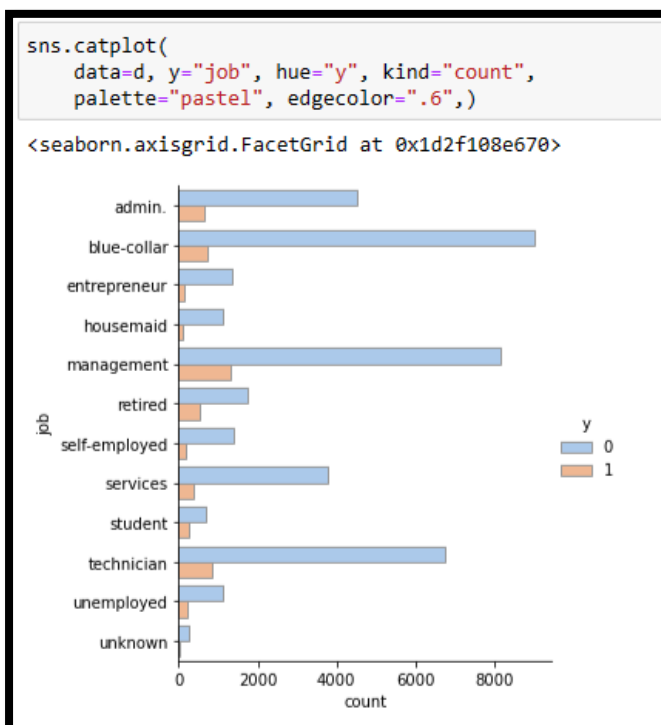 sns.catplot(
    data=d, y="job", hue="y", kind="count",
    palette="pastel", edgecolor=".6",)
<seaborn.axisgrid.FacetGrid at 0x1d2f108e670>
admin.
blue-collar
entrepreneur
housemaid
management
retired
self-employed
services
student
technician
unemployed
unknown
job
0 2000 4000 6000 8000
count
y
0
1